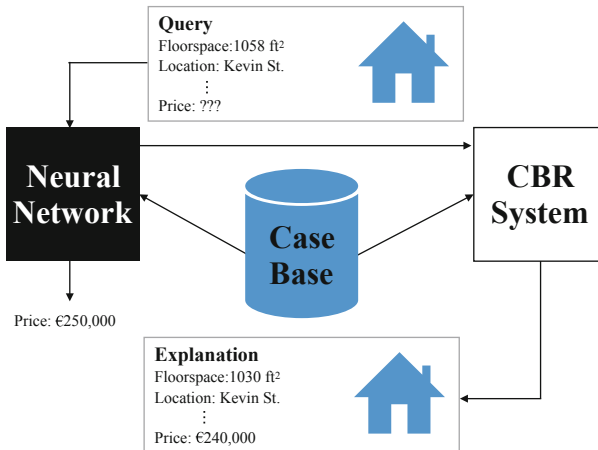 Query
Floorspace:1058 ft²
Location: Kevin St.
⋮
Price: ???
Neural
Network
CBR
System
Case
Base
Price: €250,000
Explanation
Floorspace:1030 ft²
Location: Kevin St.
⋮
Price: €240,000